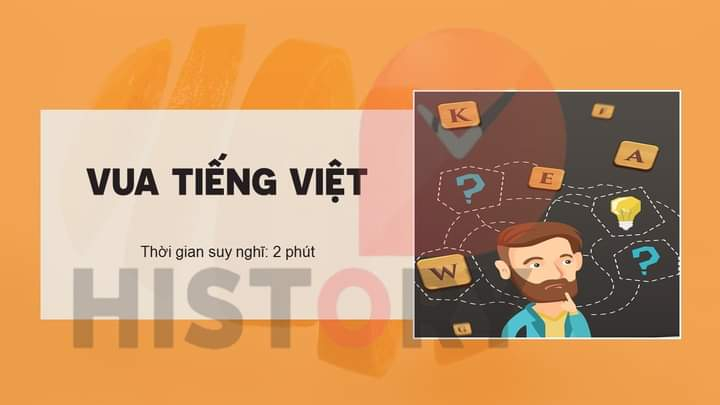 VUA TIẾNG VIỆT
Thời gian suy nghĩ: 2 phút
HISTORY
K
F
A
E
?
?
W
G